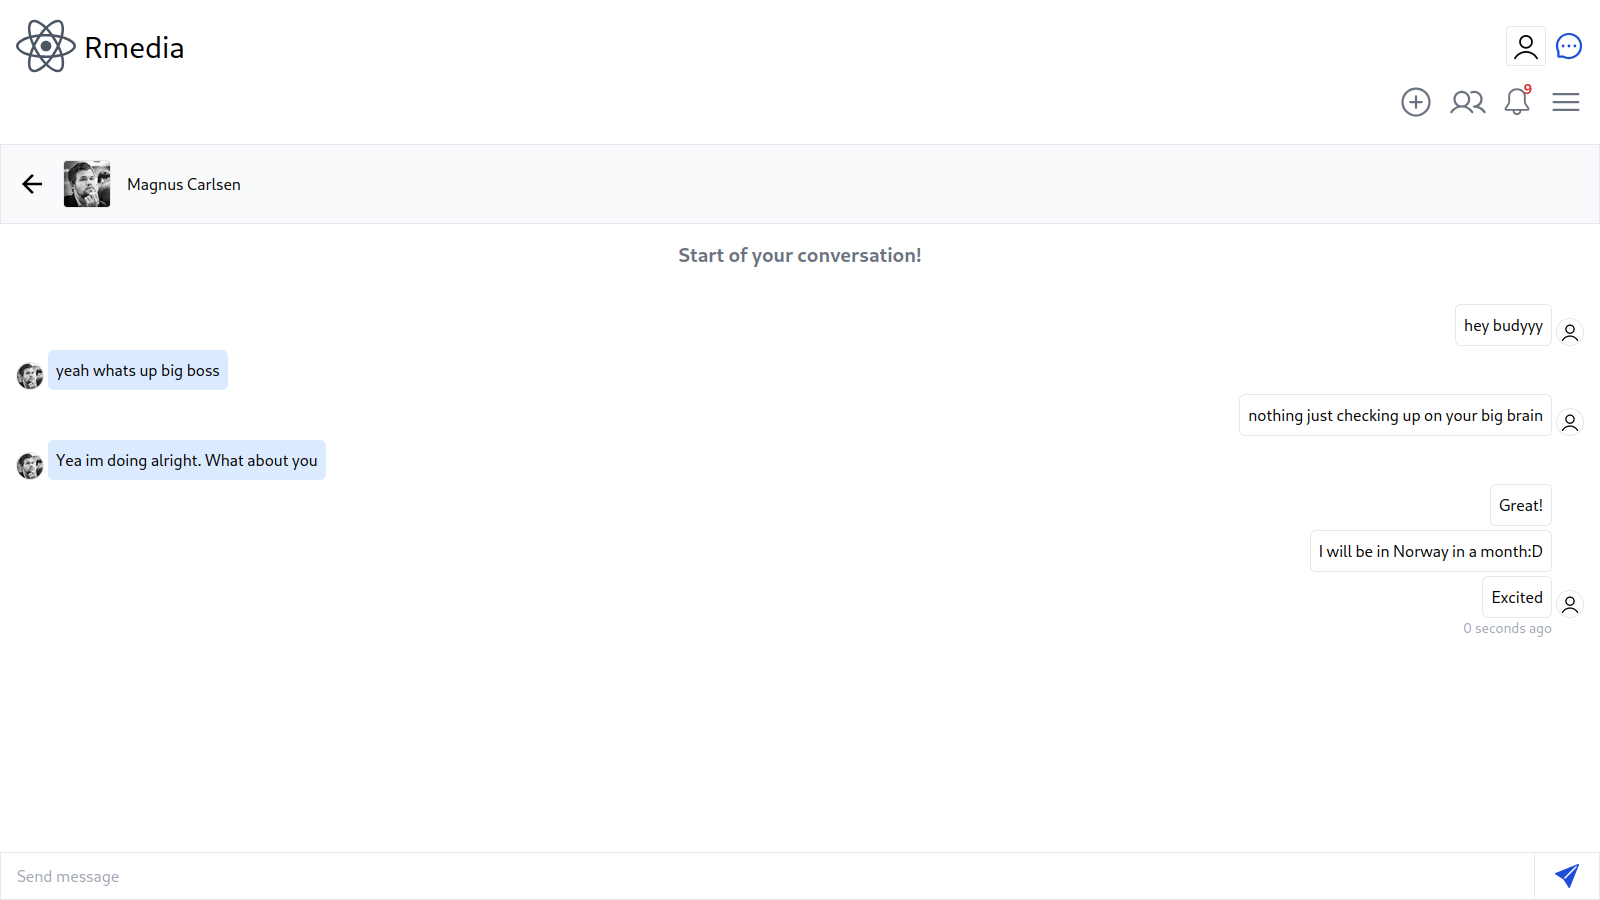 Rmedia
9
Magnus Carlsen
Start of your conversation!
hey budyyy
yeah whats up big boss
nothing just checking up on your big brain
Yea im doing alright. What about you
Great!
I will be in Norway in a month:D
Excited
0 seconds ago
Send message